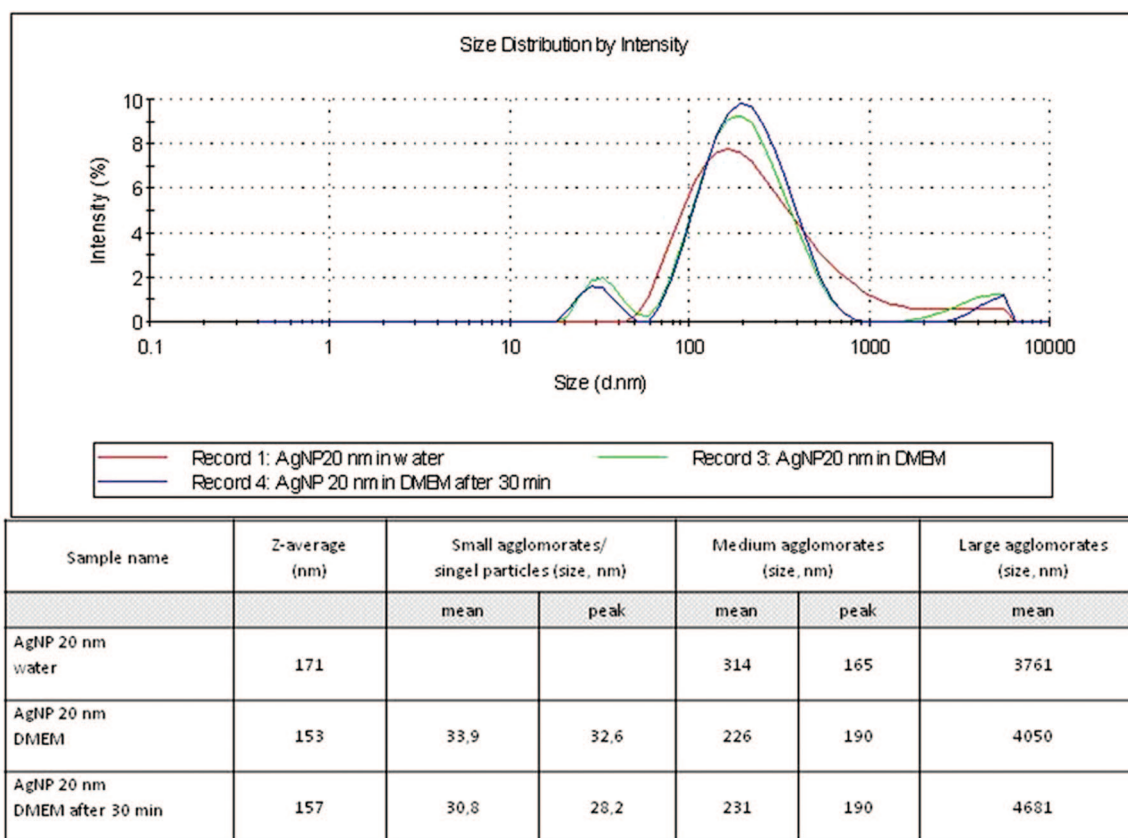 Size Distribution by Intensity
10
8
6
4
2
0
Intensity (%)
0.1 1 10 100 1000 10000
Size (d.nm)
Record 1: AgNP20 nm in water Record 3: AgNP20 nm in DMEM
Record 4: AgNP 20 nm in DMEM after 30 min
Sample name Z-average (nm) Small agglomorates/ singel particles (size, nm) Medium agglomorates (size, nm) Large agglomorates (size, nm)
mean peak mean peak mean
AgNP 20 nm
water 171 314 165 3761
AgNP 20 nm
DMEM 153 33,9 32,6 226 190 4050
AgNP 20 nm
DMEM after 30 min 157 30,8 28,2 231 190 4681